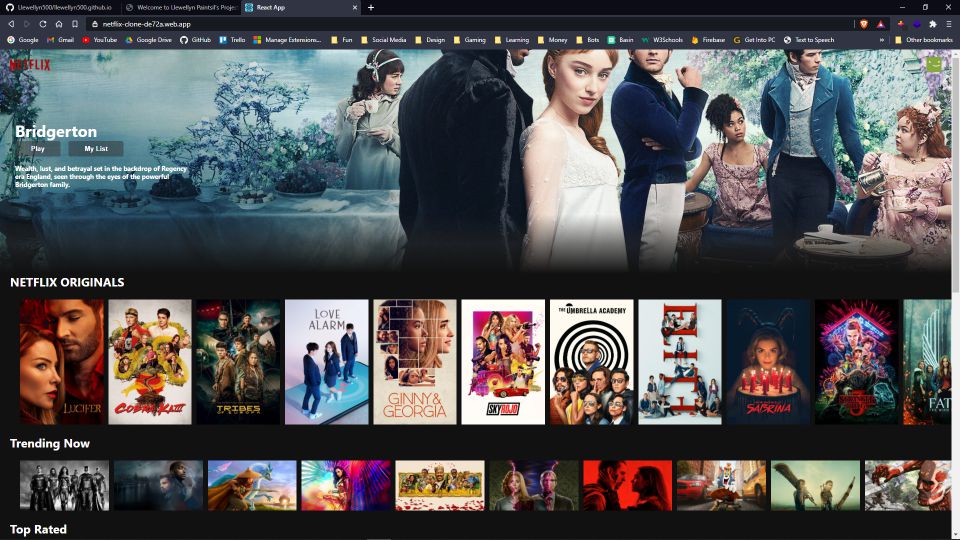 Llewellyn500/llewellyn500.github.io
Welcome to Llewellyn Paintsil's Projec
React App
netflix-clone-de72a.web.app
Google
Gmail
YouTube
Google Drive
GitHub
Trello
Manage Extensions...
Fun
Social Media
Design
Gaming
Learning
Money
Bots
Basin
W3Schools
Firebase
Get Into PC
Text to Speech
»
Other bookmarks
NETFLIX
Bridgerton
Play
My List
Wealth, lust, and betrayal set in the backdrop of Regency
era England, seen through the eyes of the powerful
Bridgerton family.
NETFLIX ORIGINALS
LUCIFER
COBRA KAI
TRIBES
LOVE
ALARM
GINNY&
GEORGIA
SKY ROJO
THE UMBRELLA ACADEMY
ELITE
SABRINA
FAT
Trending Now
Top Rated